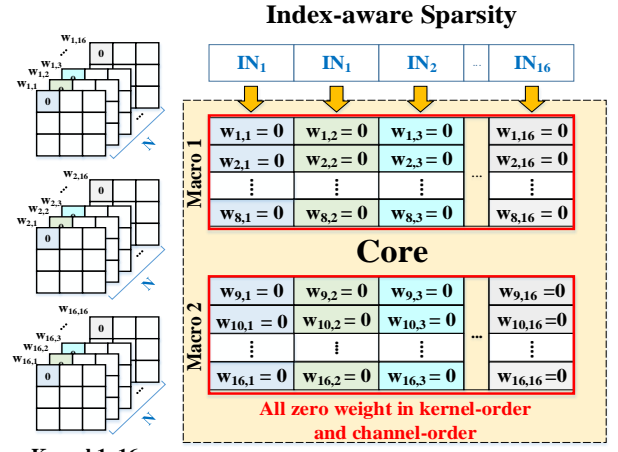 Index-aware Sparsity
IN1 IN1 IN2 ... IN16
w1,16
w1,3
w1,2
w1,1
0
0
N
w2,16
w2,3
w2,2
w2,1
0
0
N
w16,16
w16,3
w16,2
w16,1
0
0
N
Macro 1
w1,1 = 0 w1,2 = 0 w1,3 = 0 w1,16 = 0
w2,1 = 0 w2,2 = 0 w2,3 = 0 w2,16 = 0
...
w8,1 = 0 w8,2 = 0 w8,3 = 0 w8,16 = 0
Core
Macro 2
w9,1 = 0 w9,2 = 0 w9,3 = 0 w9,16 = 0
w10,1 = 0 w10,2 = 0 w10,3 = 0 w10,16 = 0
...
w16,1 = 0 w16,2 = 0 w16,3 = 0 w16,16 =0
All zero weight in kernel-order
and channel-order